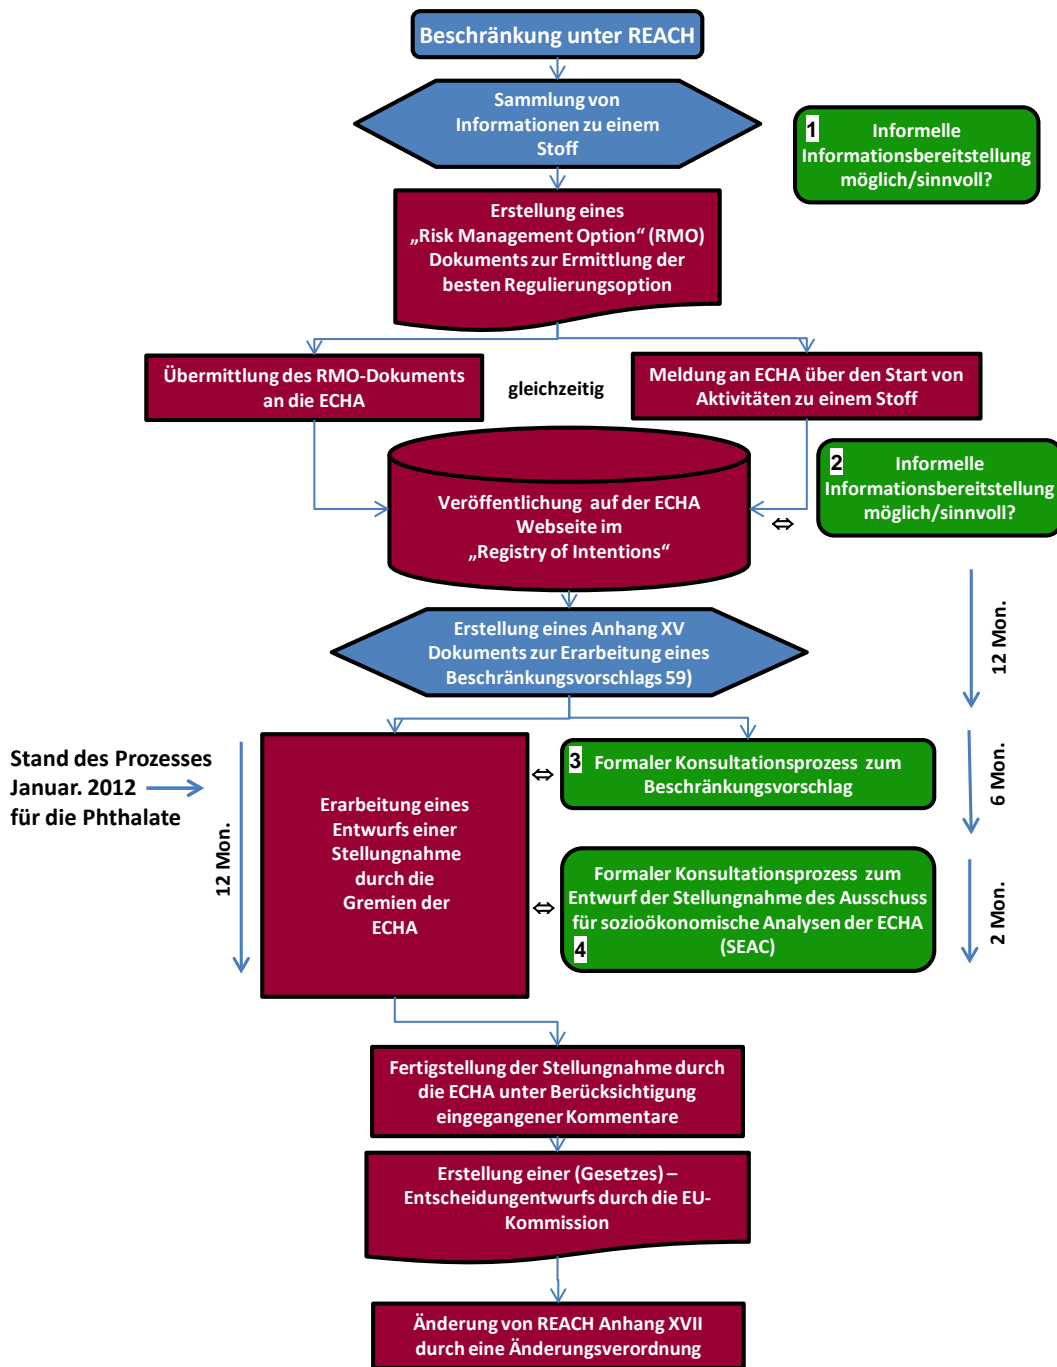 Beschränkung unter REACH
Sammlung von
Informationen zu einem
Stoff
1 Informelle
Informationsbereitstellung
möglich/sinnvoll?
Erstellung eines
„Risk Management Option“ (RMO)
Dokuments zur Ermittlung der
besten Regulierungsoption
Übermittlung des RMO-Dokuments
an die ECHA
gleichzeitig
Meldung an ECHA über den Start von
Aktivitäten zu einem Stoff
2 Informelle
Informationsbereitstellung
möglich/sinnvoll?
Veröffentlichung auf der ECHA
Webseite im
„Registry of Intentions“
⇔
12 Mon.
Erstellung eines Anhang XV
Dokuments zur Erarbeitung eines
Beschränkungsvorschlags 59)
Stand des Prozesses
Januar. 2012
für die Phthalate
12 Mon.
Erarbeitung eines
Entwurfs einer
Stellungnahme
durch die
Gremien der
ECHA
⇔
3 Formaler Konsultationsprozess zum
Beschränkungsvorschlag
6 Mon.
⇔
Formaler Konsultationsprozess zum
Entwurf der Stellungnahme des Ausschuss
für sozioökonomische Analysen der ECHA
4 (SEAC)
2 Mon.
Fertigstellung der Stellungnahme durch
die ECHA unter Berücksichtigung
eingegangener Kommentare
Erstellung einer (Gesetzes) –
Entscheidungentwurfs durch die EU-
Kommission
Änderung von REACH Anhang XVII
durch eine Änderungsverordnung